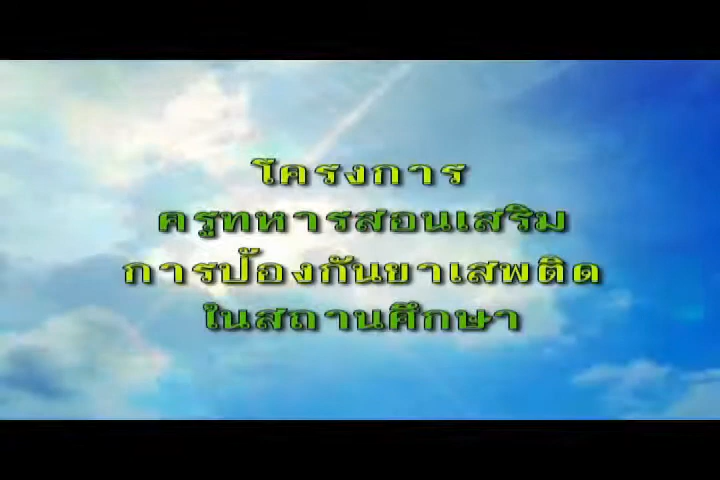 โครงการ
ครูทหารสอนเสริม
การป้องกันยาเสพติด
ในสถานศึกษา